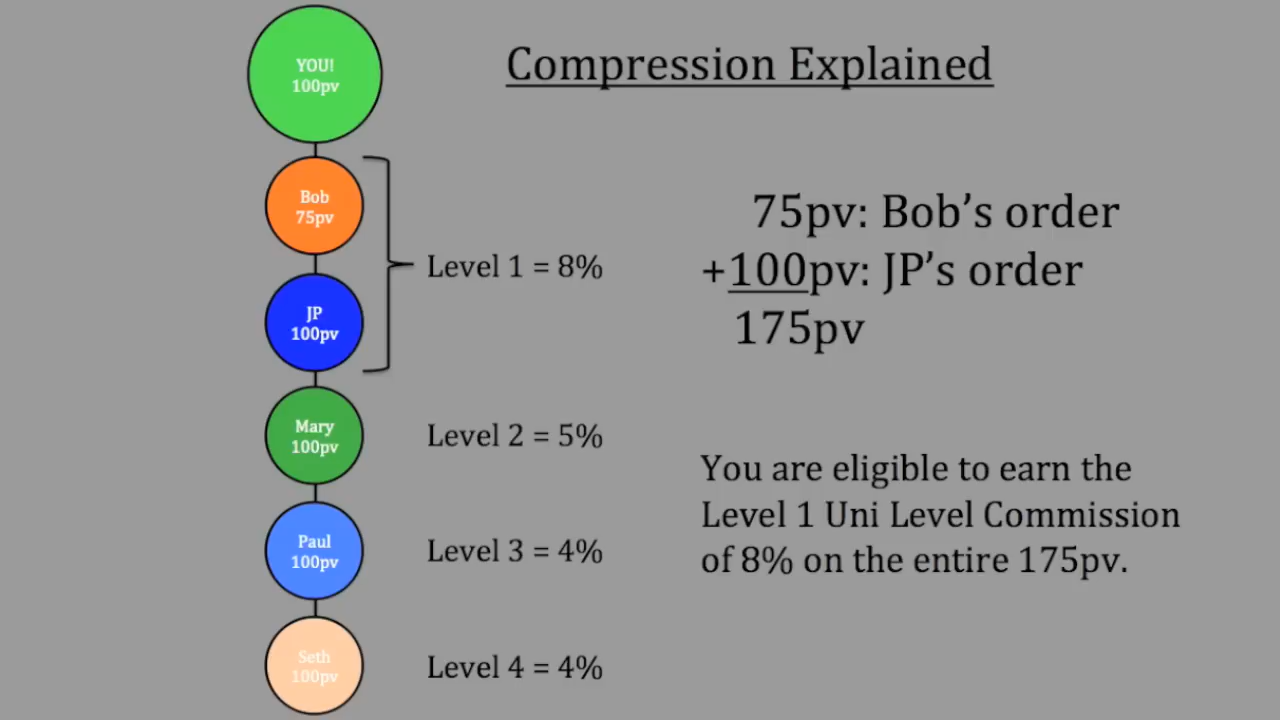 YOU!
100pv
Compression Explained
Bob
75pv
JP
100pv
Level 1 = 8%
75pv: Bob’s order
+100pv: JP’s order
175pv
Mary
100pv
Level 2 = 5%
You are eligible to earn the
Level 1 Uni Level Commission
of 8% on the entire 175pv.
Paul
100pv
Level 3 = 4%
Seth
100pv
Level 4 = 4%